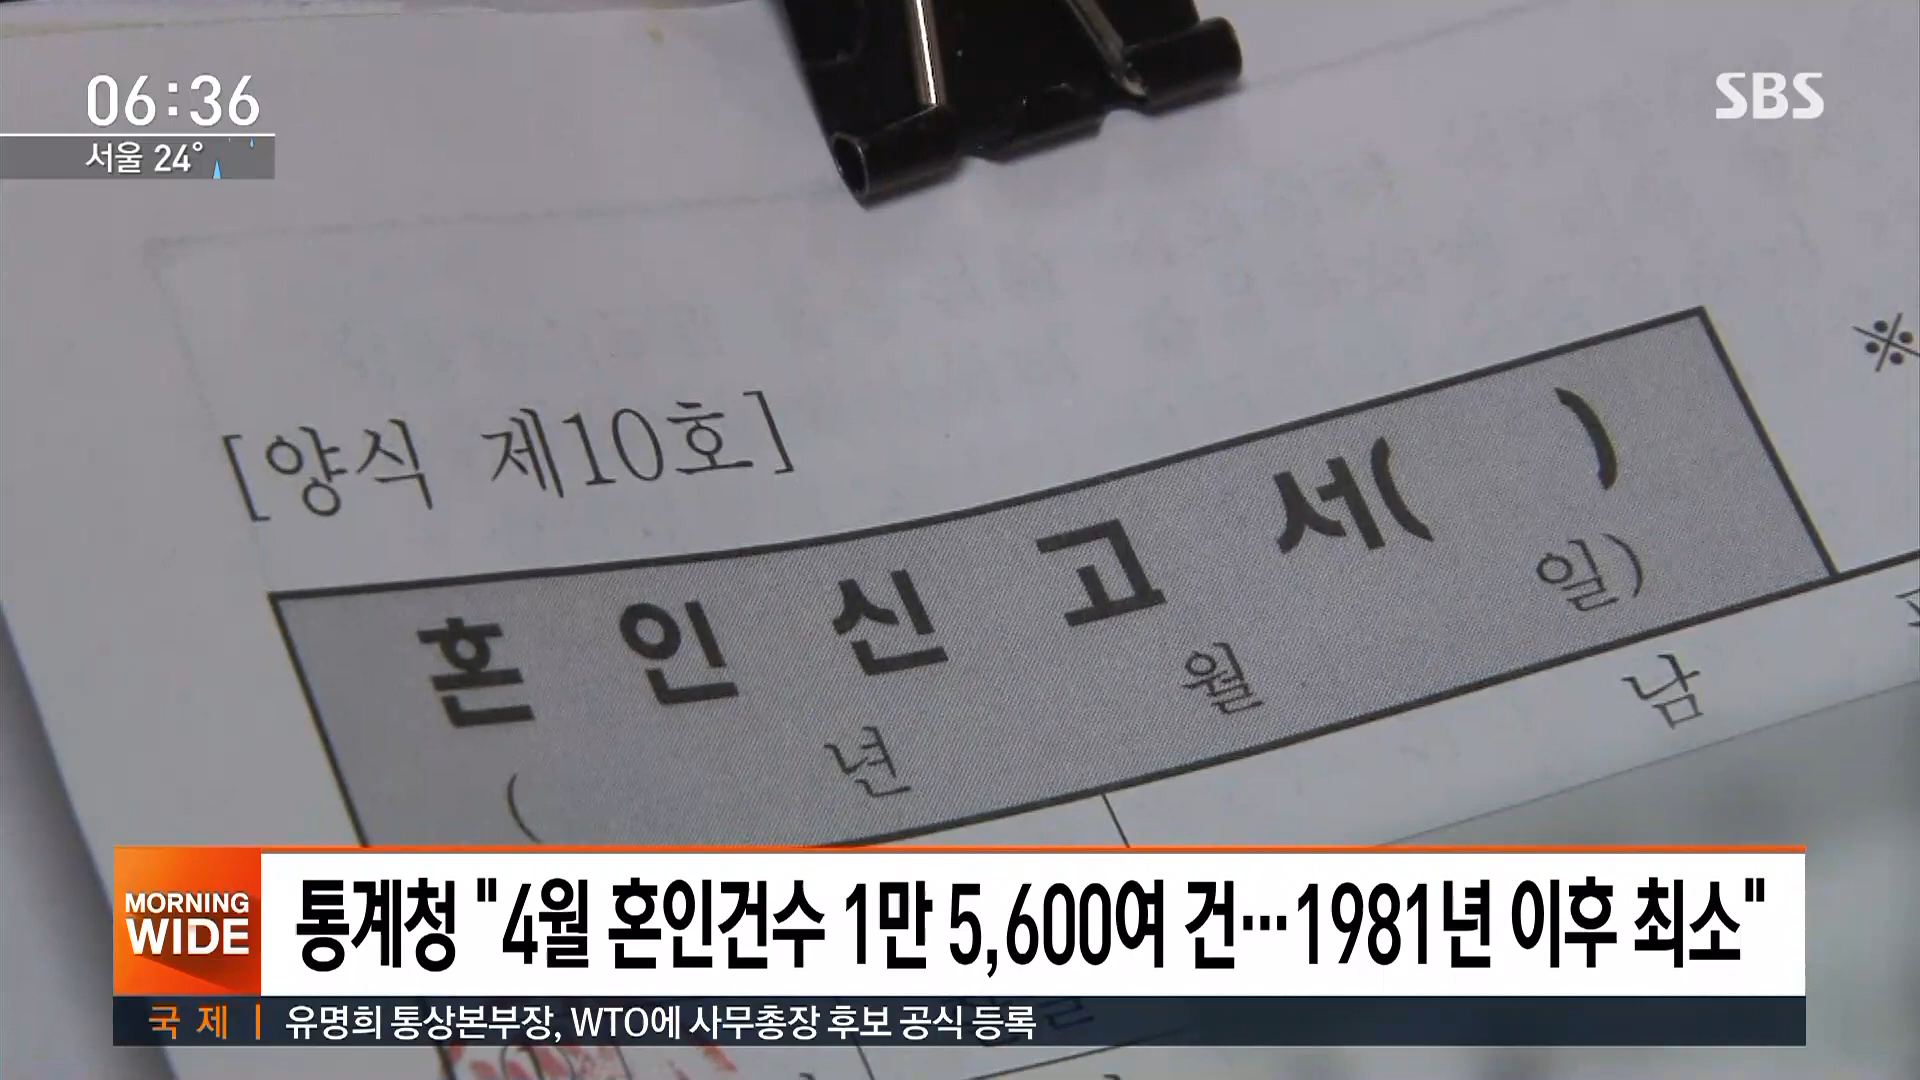 06:36
SBS
서울 24°
※
[양식 제10호]
혼 인 신 고 서( )
( 년 월 일)
남
MORNING
WIDE
통계청 "4월 혼인건수 1만 5,600여 건…1981년 이후 최소"
국 제 | 유명희 통상본부장, WTO에 사무총장 후보 공식 등록